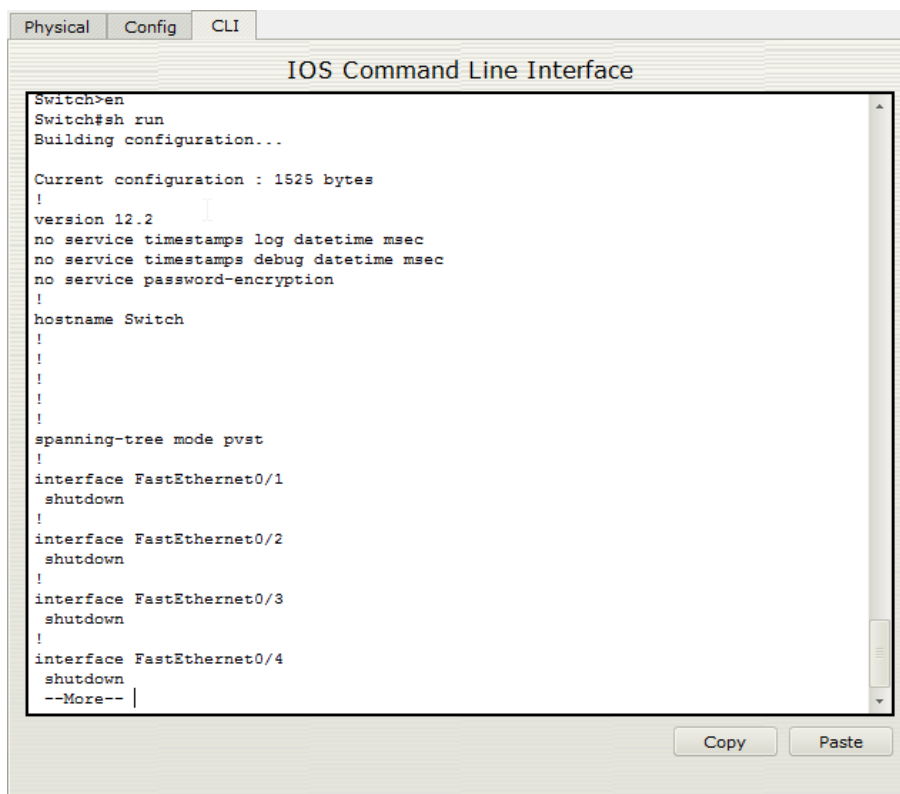 Physical Config CLI
IOS Command Line Interface
Switch>en
Switch#sh run
Building configuration...
Current configuration : 1525 bytes
!
version 12.2
no service timestamps log datetime msec
no service timestamps debug datetime msec
no service password-encryption
!
hostname Switch
!
!
!
!
!
spanning-tree mode pvst
!
interface FastEthernet0/1
 shutdown
!
interface FastEthernet0/2
 shutdown
!
interface FastEthernet0/3
 shutdown
!
interface FastEthernet0/4
 shutdown
 --More--
Copy Paste